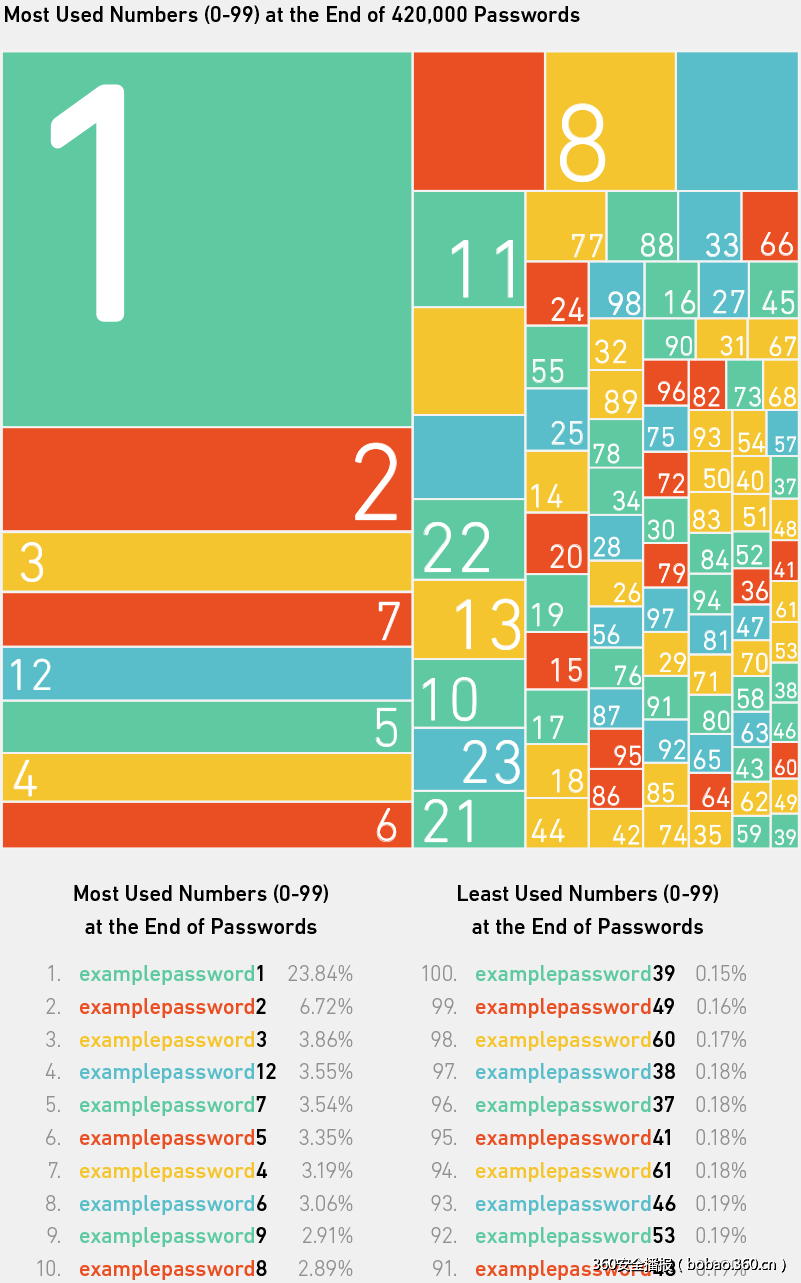 Most Used Numbers (0-99) at the End of 420,000 Passwords
1
8
11
77 88 33 66
24 98 16 27 45
32 90 31 67
55 89 96 82 73 68
25 78 75 93 54 57
14 34 72 50 40 37
22 28 30 83 51 48
20 26 79 84 52 41
2
3
7
12
5
4
6
13
19 56 97 94 36 61
15 76 29 81 47 53
10
17 87 91 71 70 38
23
18 95 92 80 58 46
21
86 85 65 63 60
64 43 49
44 42 74 35 62
59 39
Most Used Numbers (0-99)
at the End of Passwords
1. examplepassword1 23.84%
2. examplepassword2 6.72%
3. examplepassword3 3.86%
4. examplepassword12 3.55%
5. examplepassword7 3.54%
6. examplepassword5 3.35%
7. examplepassword4 3.19%
8. examplepassword6 3.06%
9. examplepassword9 2.91%
10. examplepassword8 2.89%
Least Used Numbers (0-99)
at the End of Passwords
100. examplepassword39 0.15%
99. examplepassword49 0.16%
98. examplepassword60 0.17%
97. examplepassword38 0.18%
96. examplepassword37 0.18%
95. examplepassword41 0.18%
94. examplepassword61 0.18%
93. examplepassword46 0.19%
92. examplepassword53 0.19%
91. examplepassword
360安全播报（bobao.360.cn）